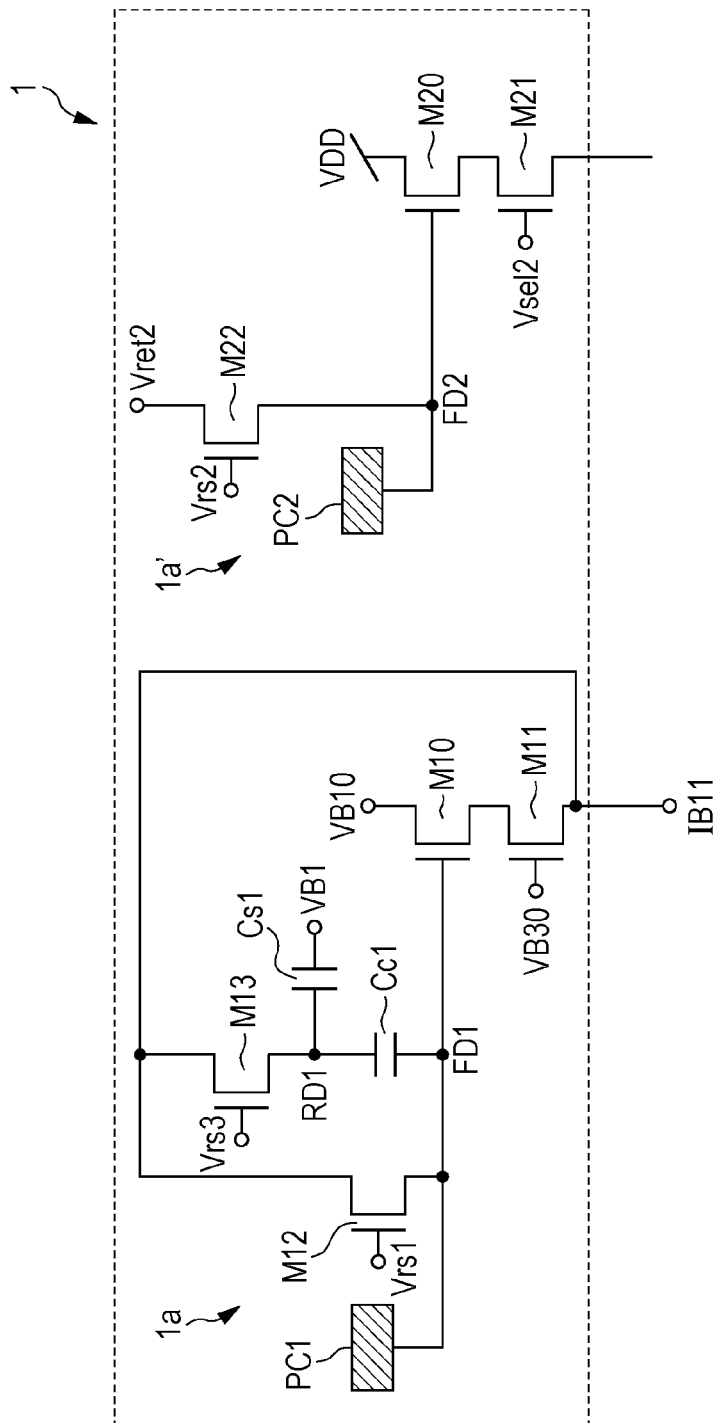 1
1a
PC1
M12
Vrs1
Vrs3
M13
RD1
Cs1
VB1
Cc1
FD1
VB10
M10
M11
VB30
IB11
1a'
PC2
Vrs2
Vret2
M22
FD2
VDD
M20
M21
Vsel2